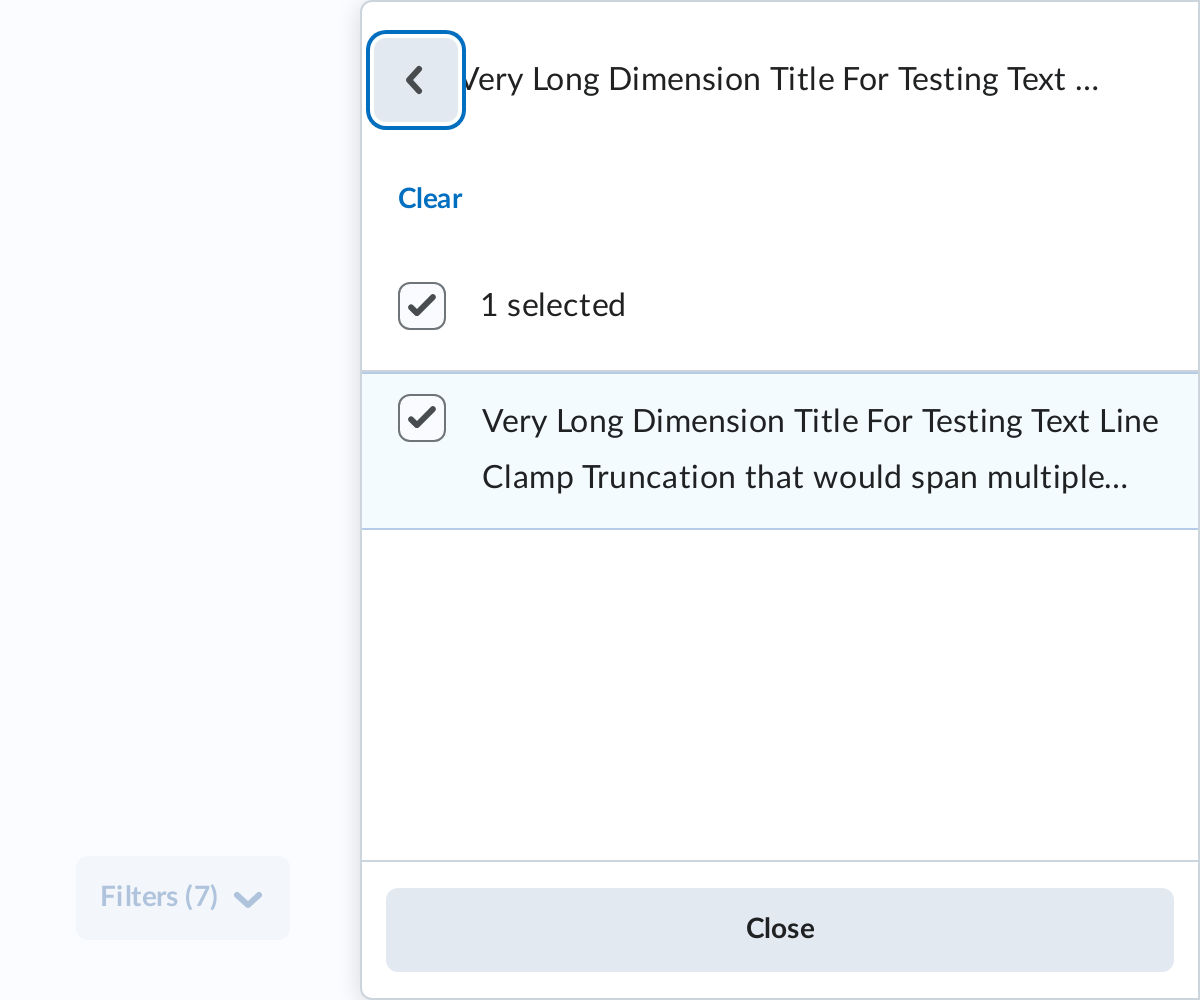 Very Long Dimension Title For Testing Text ...
Clear
1 selected
Very Long Dimension Title For Testing Text Line
Clamp Truncation that would span multiple...
Filters (7)
Close